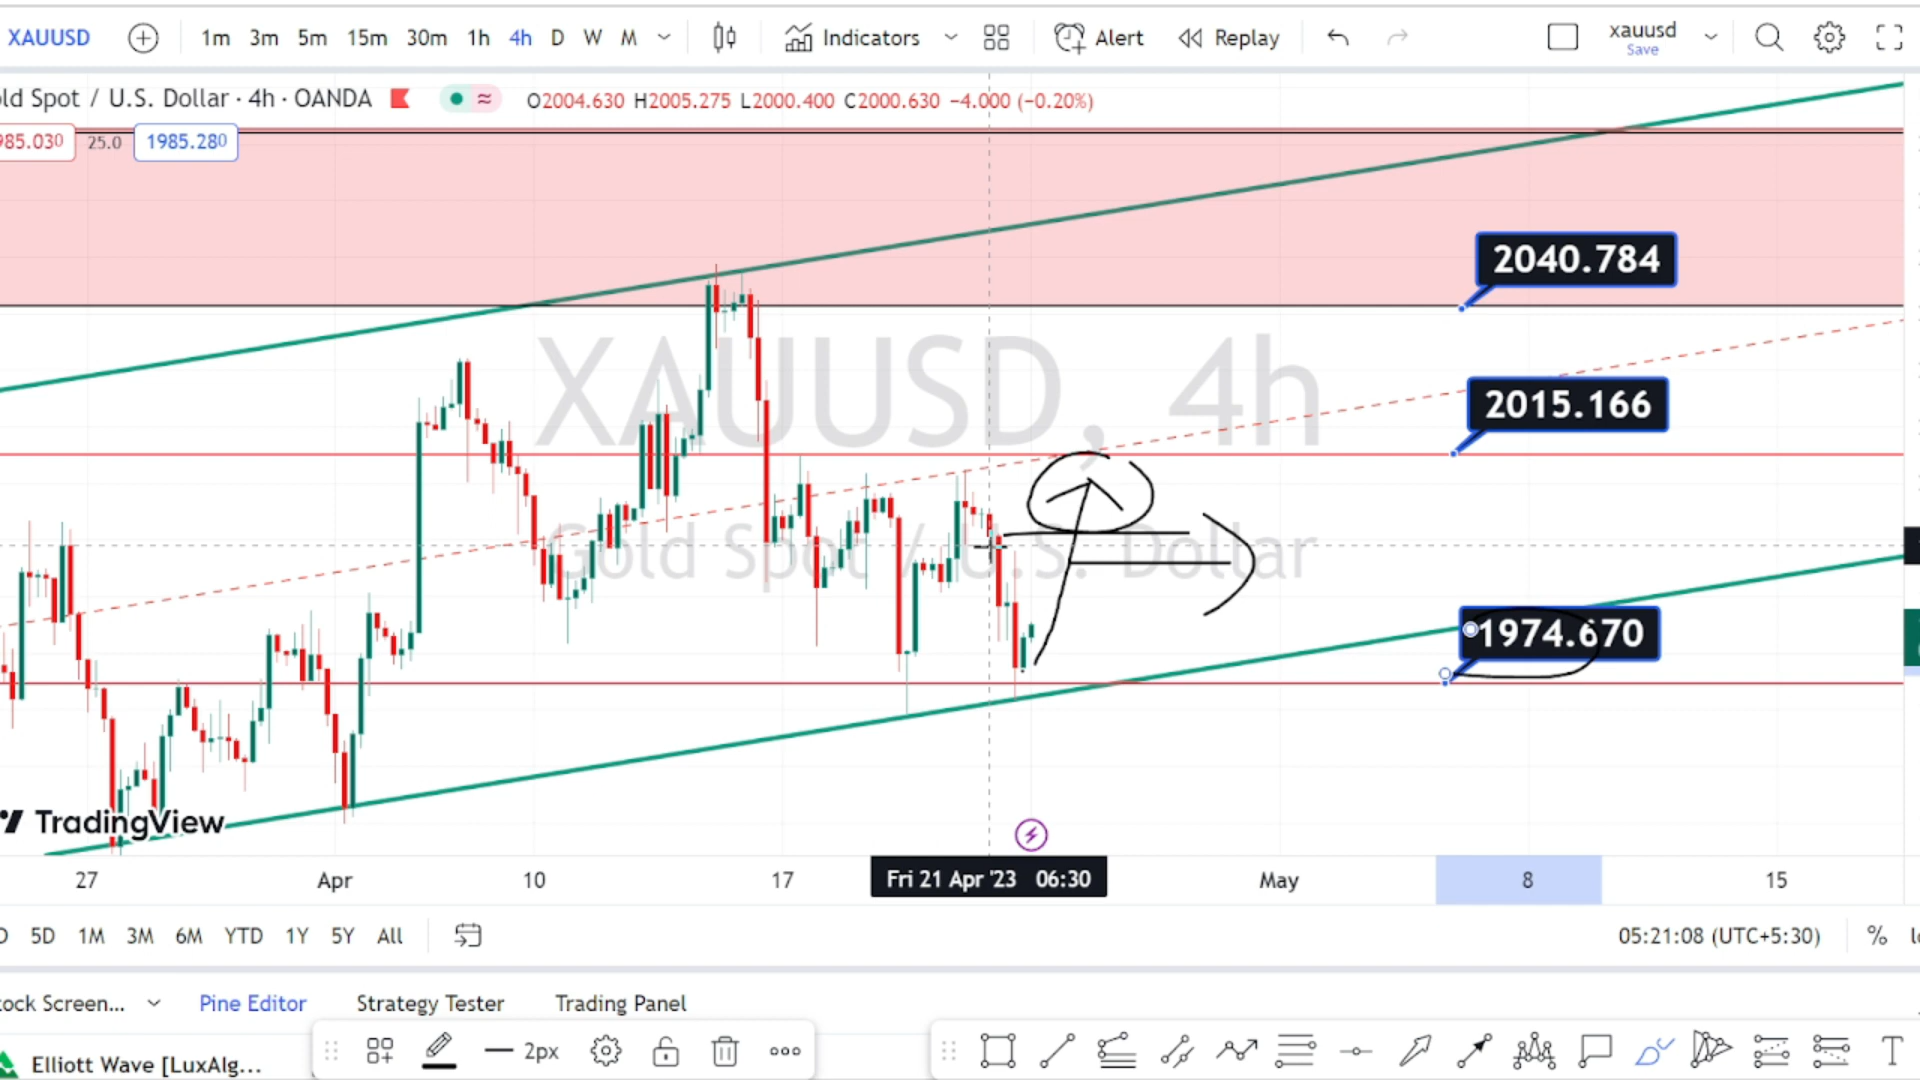 XAUUSD 1m 3m 5m 15m 30m 1h 4h D W M Indicators Alert Replay xauusd
Save
ld Spot / U.S. Dollar · 4h · OANDA O2004.630 H2005.275 L2000.400 C2000.630 −4.000 (−0.20%)
985.030 25.0 1985.280
2040.784
XAUUSD, 4h
2015.166
Gold Spot / U.S. Dollar
1974.670
TradingView
27 Apr 10 17 Fri 21 Apr '23 06:30 May 8 15
5D 1M 3M 6M YTD 1Y 5Y All 05:21:08 (UTC+5:30) %
ock Screen... Pine Editor Strategy Tester Trading Panel
Elliott Wave [LuxAlg... 2px T